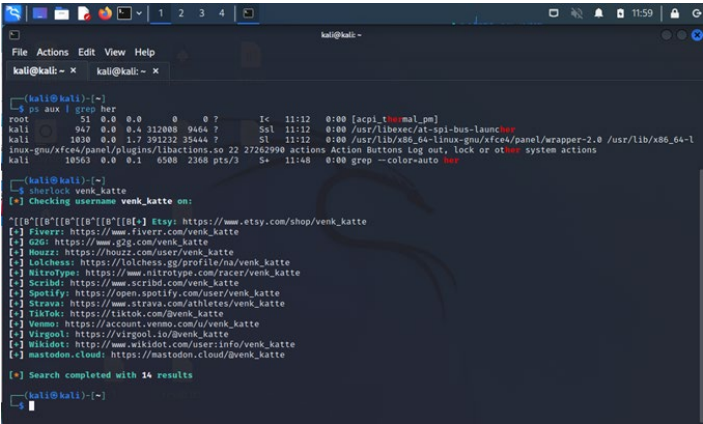 1 2 3 4
11:59
kali@kali: ~
File Actions Edit View Help
kali@kali: ~ × kali@kali: ~ ×
┌──(kali㉿kali)-[~]
└─$ ps aux | grep her
root 51 0.0 0.0 0 0 ? I< 11:12 0:00 [acpi_thermal_pm]
kali 947 0.0 0.4 312008 9464 ? Ssl 11:12 0:00 /usr/libexec/at-spi-bus-launcher
kali 1030 0.0 1.7 391232 35444 ? Sl 11:12 0:00 /usr/lib/x86_64-linux-gnu/xfce4/panel/wrapper-2.0 /usr/lib/x86_64-l
inux-gnu/xfce4/panel/plugins/libactions.so 22 27262990 actions Action Buttons Log out, lock or other system actions
kali 10563 0.0 0.1 6508 2368 pts/3 S+ 11:48 0:00 grep --color=auto her
┌──(kali㉿kali)-[~]
└─$ sherlock venk_katte
[*] Checking username venk_katte on:
^[[B^[[B^[[B^[[B^[[B^[[B[+] Etsy: https://www.etsy.com/shop/venk_katte
[+] Fiverr: https://www.fiverr.com/venk_katte
[+] G2G: https://www.g2g.com/venk_katte
[+] Houzz: https://houzz.com/user/venk_katte
[+] Lolchess: https://lolchess.gg/profile/na/venk_katte
[+] NitroType: https://www.nitrotype.com/racer/venk_katte
[+] Scribd: https://www.scribd.com/venk_katte
[+] Spotify: https://open.spotify.com/user/venk_katte
[+] Strava: https://www.strava.com/athletes/venk_katte
[+] TikTok: https://tiktok.com/@venk_katte
[+] Venmo: https://account.venmo.com/u/venk_katte
[+] Virgool: https://virgool.io/@venk_katte
[+] Wikidot: http://www.wikidot.com/user:info/venk_katte
[+] mastodon.cloud: https://mastodon.cloud/@venk_katte
[*] Search completed with 14 results
┌──(kali㉿kali)-[~]
└─$